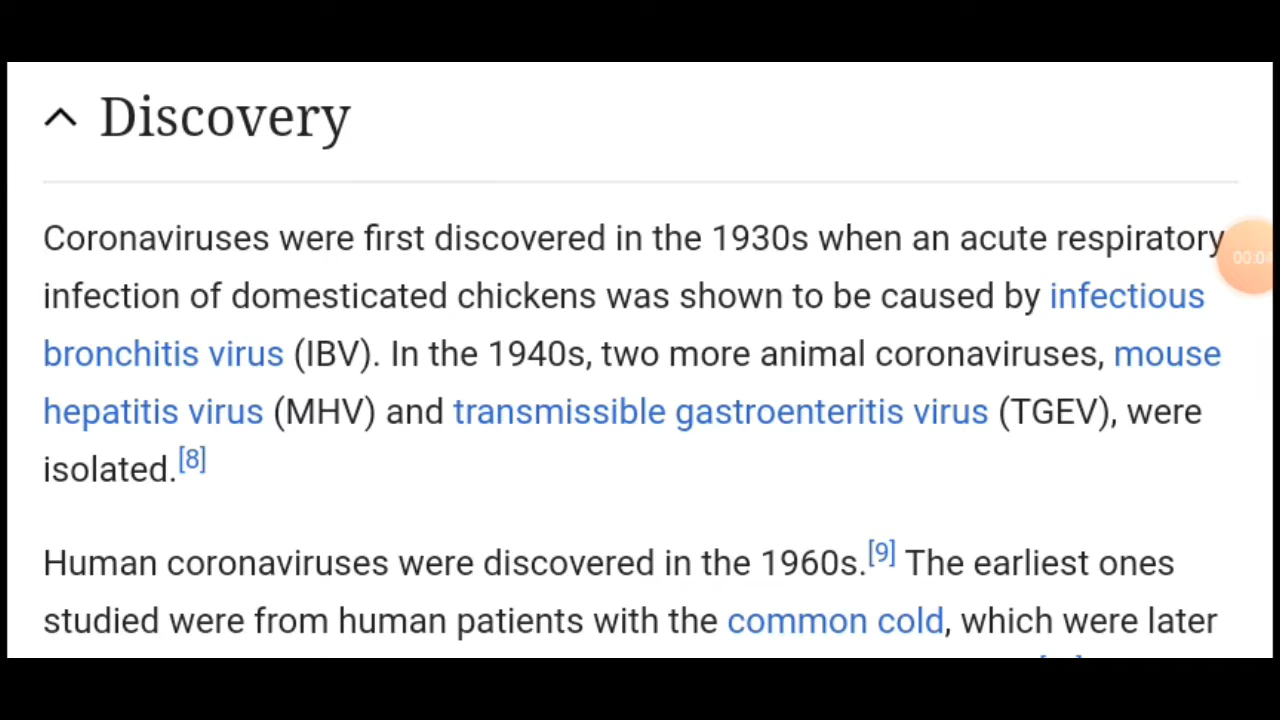 Discovery
Coronaviruses were first discovered in the 1930s when an acute respiratory
infection of domesticated chickens was shown to be caused by infectious
bronchitis virus (IBV). In the 1940s, two more animal coronaviruses, mouse
hepatitis virus (MHV) and transmissible gastroenteritis virus (TGEV), were
isolated.[8]
Human coronaviruses were discovered in the 1960s.[9] The earliest ones
studied were from human patients with the common cold, which were later